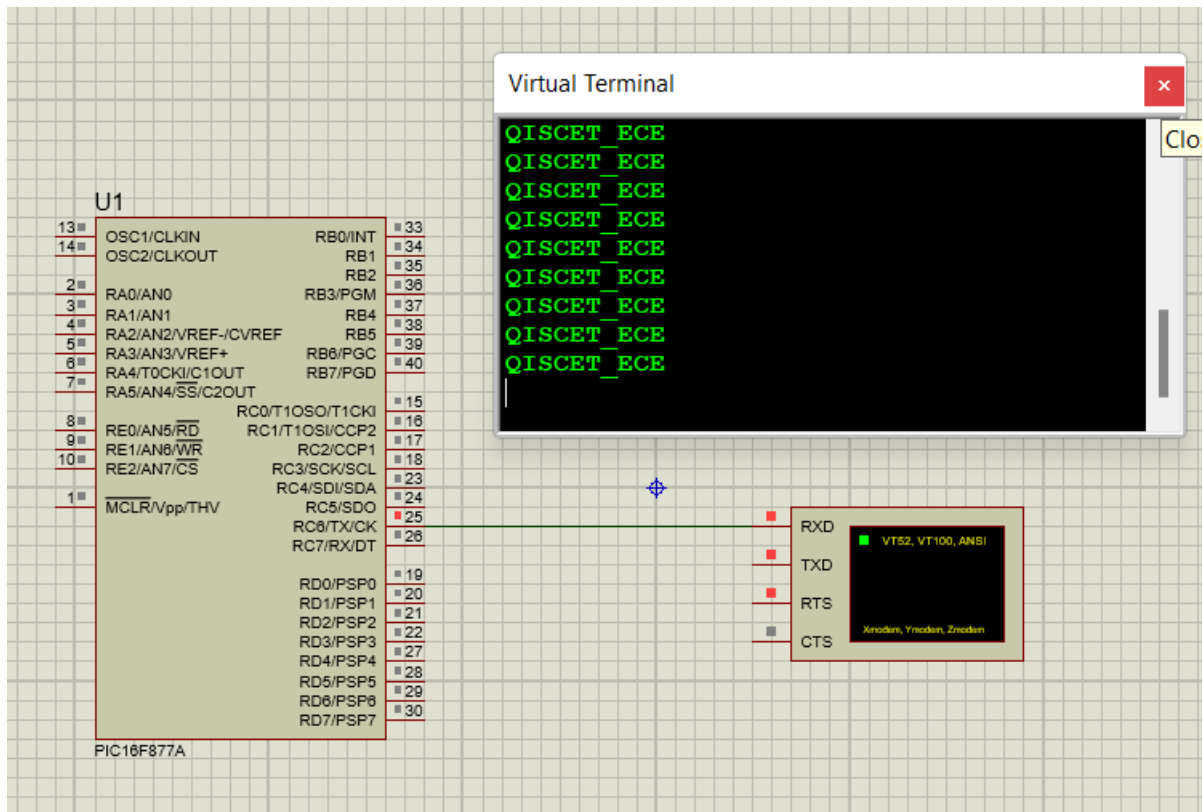 Virtual Terminal
×
Clo
QISCET_ECE
QISCET_ECE
QISCET_ECE
QISCET_ECE
QISCET_ECE
QISCET_ECE
QISCET_ECE
QISCET_ECE
QISCET_ECE
U1
13 OSC1/CLKIN
14 OSC2/CLKOUT
2 RA0/AN0
3 RA1/AN1
4 RA2/AN2/VREF-/CVREF
5 RA3/AN3/VREF+
6 RA4/T0CKI/C1OUT
7 RA5/AN4/SS/C2OUT
8 RE0/AN5/RD
9 RE1/AN6/WR
10 RE2/AN7/CS
1 MCLR/Vpp/THV
RB0/INT 33
RB1 34
RB2 35
RB3/PGM 36
RB4 37
RB5 38
RB6/PGC 39
RB7/PGD 40
RC0/T1OSO/T1CKI 15
RC1/T1OSI/CCP2 16
RC2/CCP1 17
RC3/SCK/SCL 18
RC4/SDI/SDA 23
RC5/SDO 24
RC6/TX/CK 25
RC7/RX/DT 26
RD0/PSP0 19
RD1/PSP1 20
RD2/PSP2 21
RD3/PSP3 22
RD4/PSP4 27
RD5/PSP5 28
RD6/PSP6 29
RD7/PSP7 30
PIC16F877A
RXD
TXD
RTS
CTS
VT52, VT100, ANSI
Xmodem, Ymodem, Zmodem